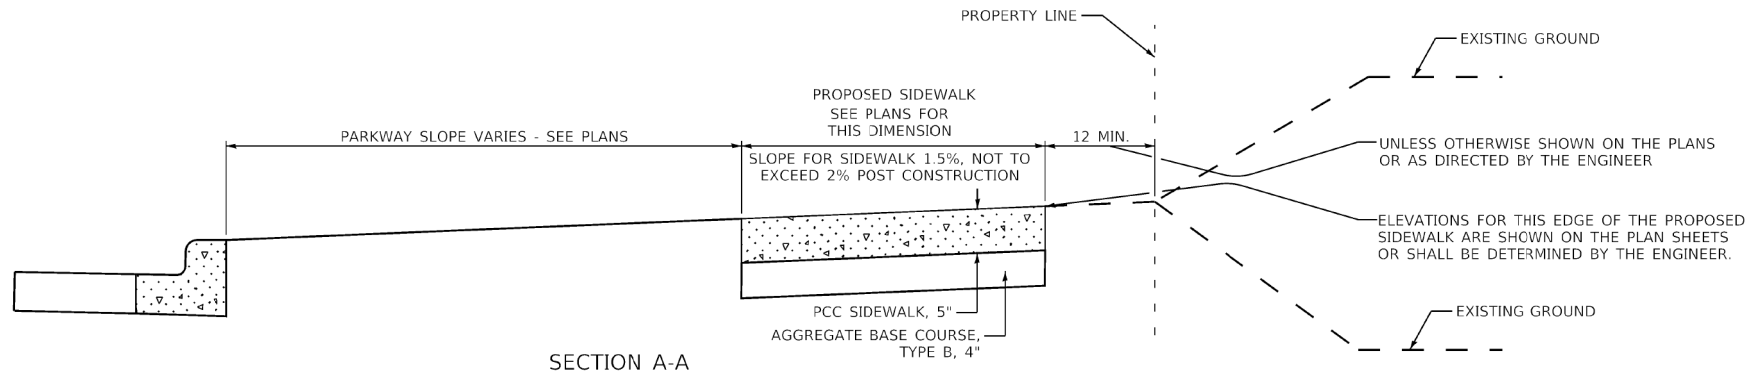 PROPERTY LINE
EXISTING GROUND
PROPOSED SIDEWALK
SEE PLANS FOR
THIS DIMENSION
PARKWAY SLOPE VARIES - SEE PLANS
12 MIN.
UNLESS OTHERWISE SHOWN ON THE PLANS
OR AS DIRECTED BY THE ENGINEER
SLOPE FOR SIDEWALK 1.5%, NOT TO
EXCEED 2% POST CONSTRUCTION
ELEVATIONS FOR THIS EDGE OF THE PROPOSED
SIDEWALK ARE SHOWN ON THE PLAN SHEETS
OR SHALL BE DETERMINED BY THE ENGINEER.
PCC SIDEWALK, 5"
EXISTING GROUND
AGGREGATE BASE COURSE,
TYPE B, 4"
SECTION A-A